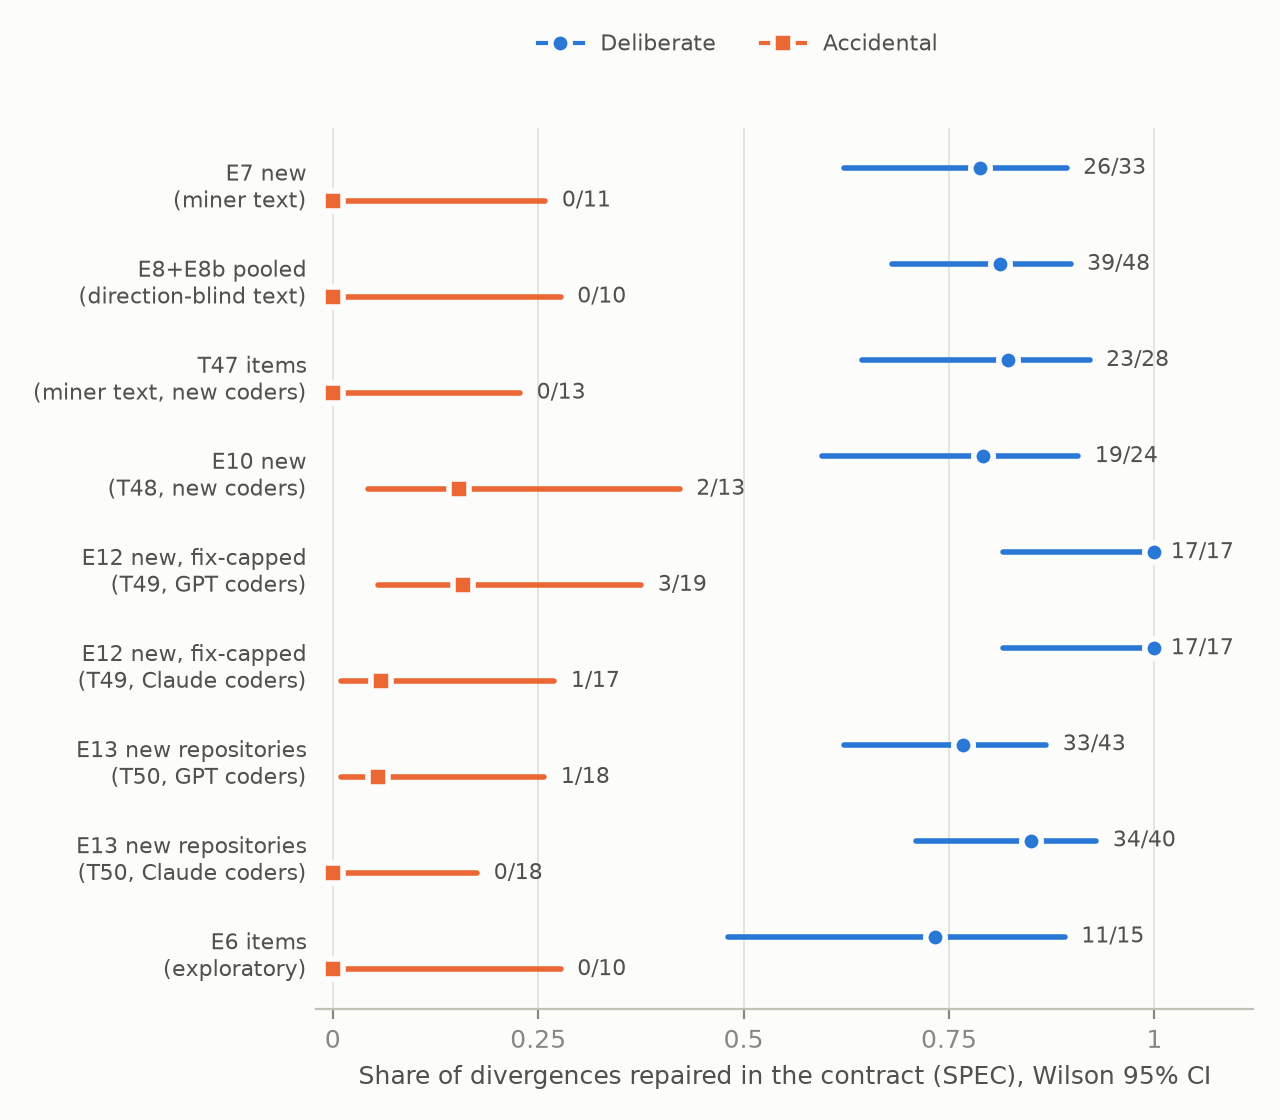 Deliberate Accidental
E7 new
(miner text)
26/33
0/11
E8+E8b pooled
(direction-blind text)
39/48
0/10
T47 items
(miner text, new coders)
23/28
0/13
E10 new
(T48, new coders)
19/24
2/13
E12 new, fix-capped
(T49, GPT coders)
17/17
3/19
E12 new, fix-capped
(T49, Claude coders)
17/17
1/17
E13 new repositories
(T50, GPT coders)
33/43
1/18
E13 new repositories
(T50, Claude coders)
34/40
0/18
E6 items
(exploratory)
11/15
0/10
0 0.25 0.5 0.75 1
Share of divergences repaired in the contract (SPEC), Wilson 95% CI